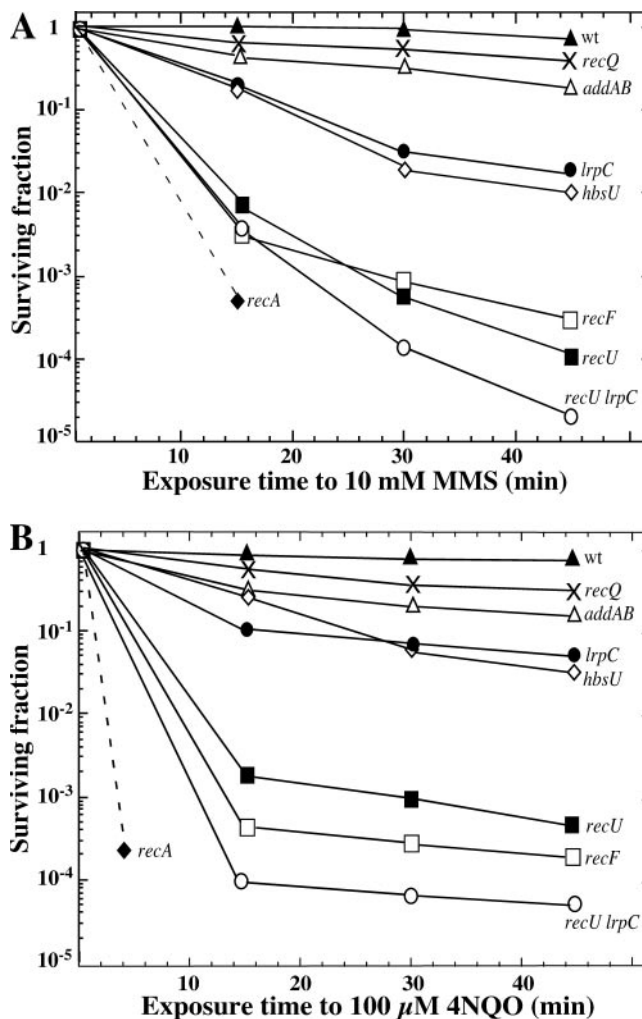 A
1
10-1
10-2
10-3
10-4
10-5
Surviving fraction
wt
recQ
addAB
lrpC
hbsU
recA
recF
recU
recU lrpC
10
20
30
40
Exposure time to 10 mM MMS (min)
B
1
10-1
10-2
10-3
10-4
10-5
Surviving fraction
wt
recQ
addAB
lrpC
hbsU
recU
recA
recF
recU lrpC
10
20
30
40
Exposure time to 100 µM 4NQO (min)